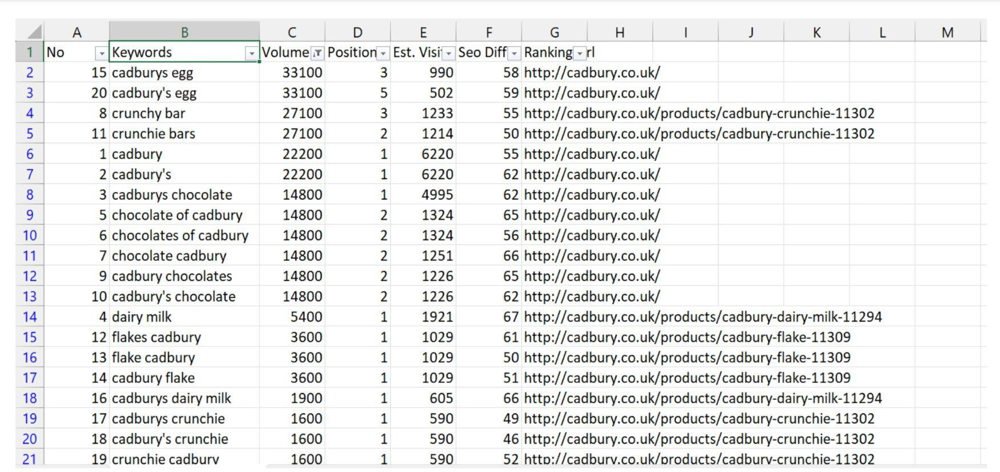 A B C D E F G H I J K L M
1 No Keywords Volume Position Est. Visi Seo Diff Ranking rl
2 15 cadburys egg 33100 3 990 58 http://cadbury.co.uk/
3 20 cadbury's egg 33100 5 502 59 http://cadbury.co.uk/
4 8 crunchy bar 27100 3 1233 55 http://cadbury.co.uk/products/cadbury-crunchie-11302
5 11 crunchie bars 27100 2 1214 50 http://cadbury.co.uk/products/cadbury-crunchie-11302
6 1 cadbury 22200 1 6220 55 http://cadbury.co.uk/
7 2 cadbury's 22200 1 6220 62 http://cadbury.co.uk/
8 3 cadburys chocolate 14800 1 4995 62 http://cadbury.co.uk/
9 5 chocolate of cadbury 14800 2 1324 65 http://cadbury.co.uk/
10 6 chocolates of cadbury 14800 2 1324 56 http://cadbury.co.uk/
11 7 chocolate cadbury 14800 2 1251 66 http://cadbury.co.uk/
12 9 cadbury chocolates 14800 2 1226 65 http://cadbury.co.uk/
13 10 cadbury's chocolate 14800 2 1226 62 http://cadbury.co.uk/
14 4 dairy milk 5400 1 1921 67 http://cadbury.co.uk/products/cadbury-dairy-milk-11294
15 12 flakes cadbury 3600 1 1029 61 http://cadbury.co.uk/products/cadbury-flake-11309
16 13 flake cadbury 3600 1 1029 50 http://cadbury.co.uk/products/cadbury-flake-11309
17 14 cadbury flake 3600 1 1029 51 http://cadbury.co.uk/products/cadbury-flake-11309
18 16 cadburys dairy milk 1900 1 605 66 http://cadbury.co.uk/products/cadbury-dairy-milk-11294
19 17 cadburys crunchie 1600 1 590 49 http://cadbury.co.uk/products/cadbury-crunchie-11302
20 18 cadbury's crunchie 1600 1 590 46 http://cadbury.co.uk/products/cadbury-crunchie-11302
21 19 crunchie cadbury 1600 1 590 52 http://cadbury.co.uk/products/cadbury-crunchie-11302